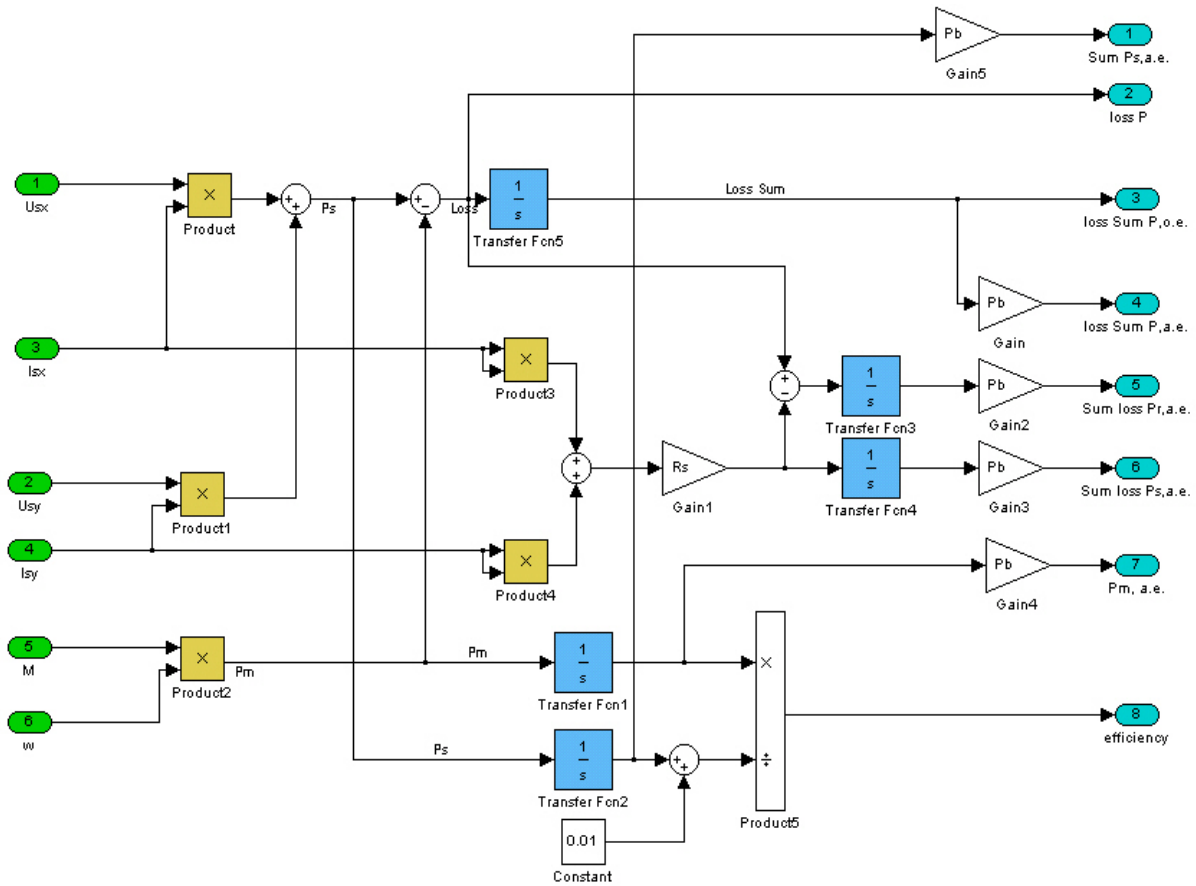 Pb
Gain5
1
Sum Ps,a.e.
2
loss P
1
Usx
×
Product
+
+
Ps
+
−
Loss
1
s
Transfer Fcn5
Loss Sum
3
loss Sum P,o.e.
Pb
Gain
4
loss Sum P,a.e.
3
Isx
×
Product3
+
−
1
s
Transfer Fcn3
Pb
Gain2
5
Sum loss Pr,a.e.
2
Usy
×
Product1
+
+
Rs
Gain1
1
s
Transfer Fcn4
Pb
Gain3
6
Sum loss Ps,a.e.
4
Isy
×
Product4
Pb
Gain4
7
Pm, a.e.
5
M
×
Product2
Pm
Pm
1
s
Transfer Fcn1
×
6
w
8
efficiency
Ps
1
s
Transfer Fcn2
+
+
÷
Product5
0.01
Constant